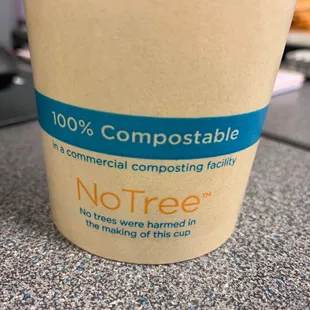 100% Compostable
in a commercial composting facility
NoTree™
No trees were harmed in
the making of this cup